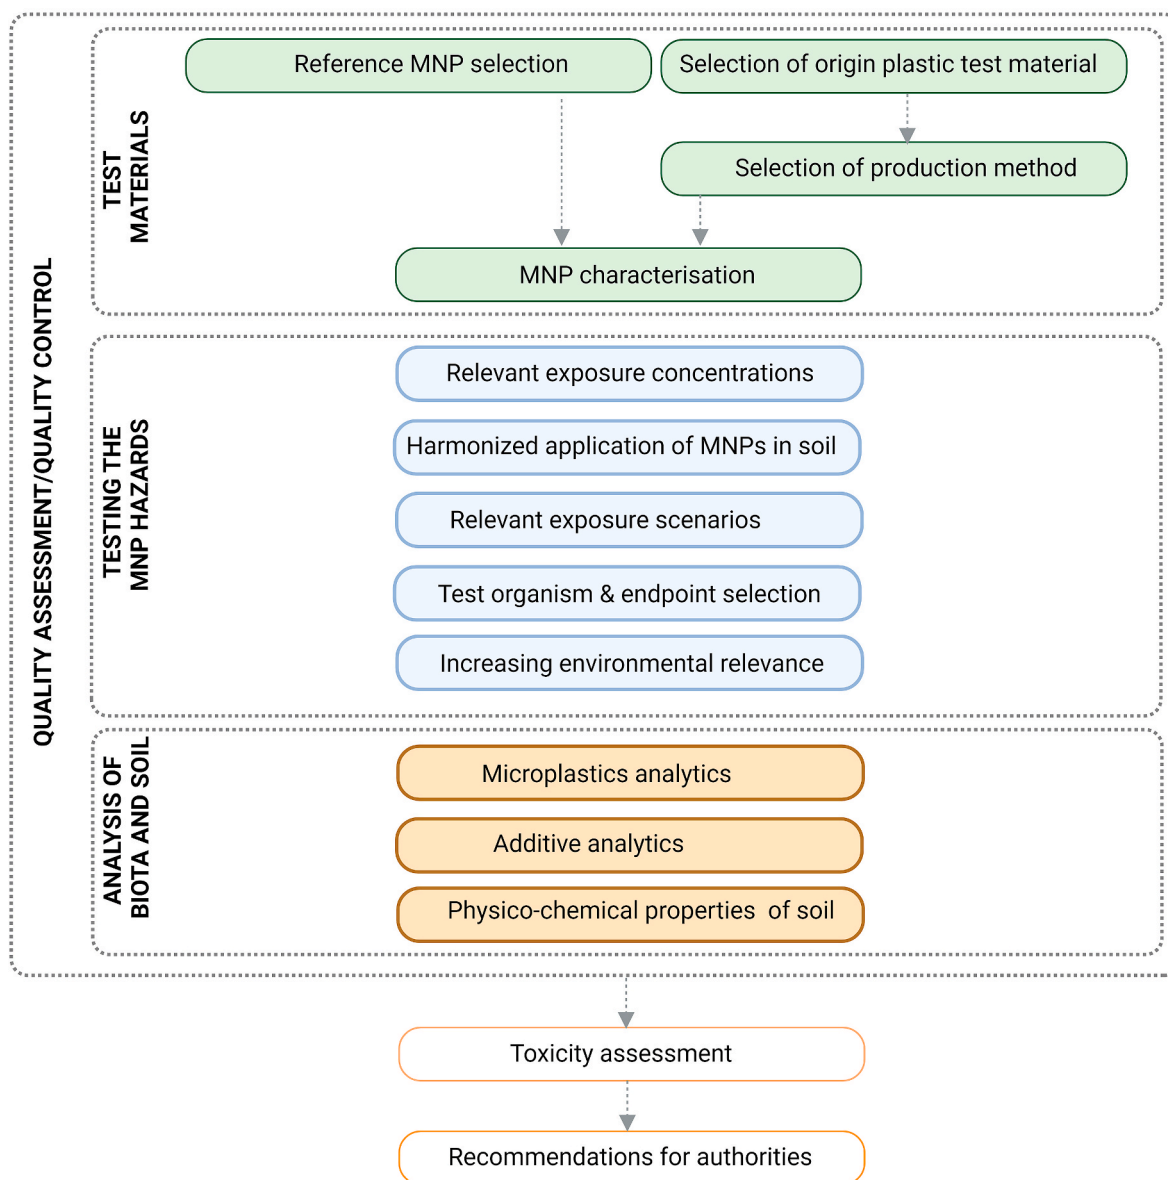 QUALITY ASSESSMENT/QUALITY CONTROL
TEST
MATERIALS
Reference MNP selection
Selection of origin plastic test material
Selection of production method
MNP characterisation
TESTING THE
MNP HAZARDS
Relevant exposure concentrations
Harmonized application of MNPs in soil
Relevant exposure scenarios
Test organism & endpoint selection
Increasing environmental relevance
ANALYSIS OF
BIOTA AND SOIL
Microplastics analytics
Additive analytics
Physico-chemical properties of soil
Toxicity assessment
Recommendations for authorities